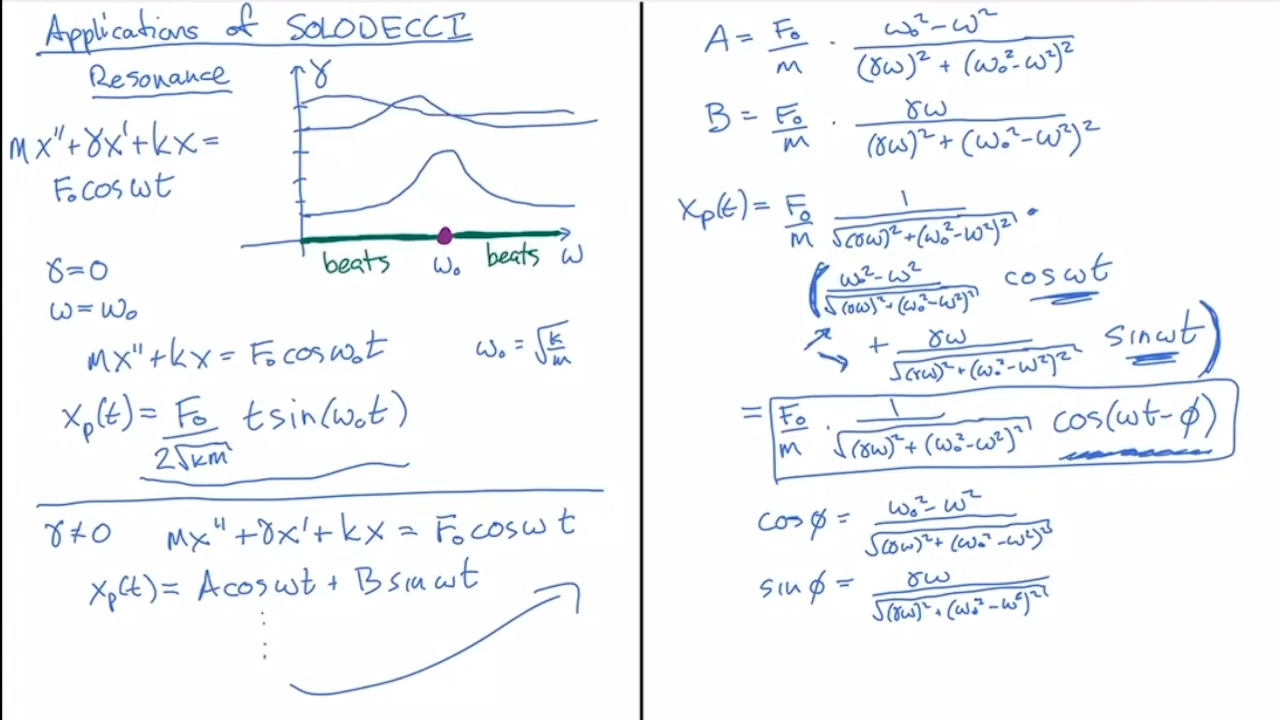 Applications of SOLODECCI
Resonance
mx''+γx'+kx=
F₀cosωt
γ
beats ω₀ beats ω
γ=0
ω=ω₀
mx''+kx=F₀cosω₀t ω₀=√(k/m)
xₚ(t)=F₀/(2√(km)) tsin(ω₀t)
γ≠0 mx''+γx'+kx=F₀cosωt
xₚ(t)=Acosωt+Bsinωt
A=F₀/m·(ω₀²-ω²)/((γω)²+(ω₀²-ω²)²)
B=F₀/m·γω/((γω)²+(ω₀²-ω²)²)
xₚ(t)=F₀/m 1/√((γω)²+(ω₀²-ω²)²)·
((ω₀²-ω²)/√((γω)²+(ω₀²-ω²)²) cosωt
+γω/√((γω)²+(ω₀²-ω²)²) sinωt)
=F₀/m·1/√((γω)²+(ω₀²-ω²)²) cos(ωt-ϕ)
cosϕ=(ω₀²-ω²)/√((γω)²+(ω₀²-ω²)²)
sinϕ=γω/√((γω)²+(ω₀²-ω²)²)